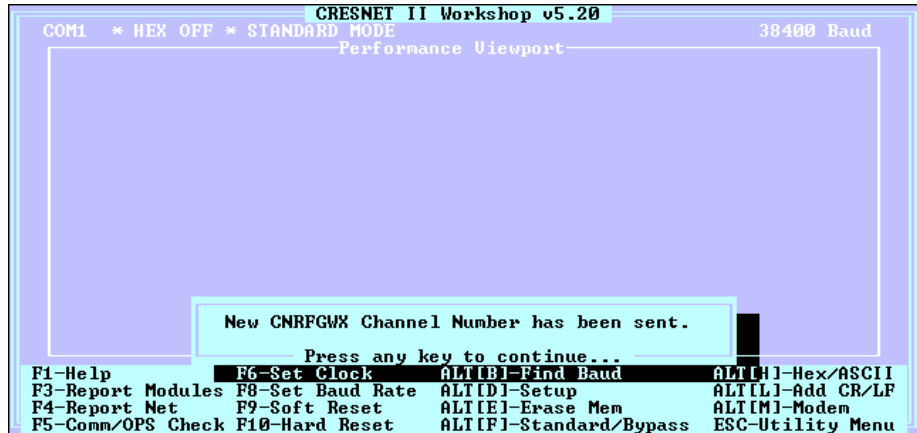 CRESNET II Workshop v5.20
COM1 * HEX OFF * STANDARD MODE 38400 Baud
Performance Viewport
New CNRFGWX Channel Number has been sent.
Press any key to continue...
F1-Help F6-Set Clock ALT[B]-Find Baud ALT[H]-Hex/ASCII
F3-Report Modules F8-Set Baud Rate ALT[D]-Setup ALT[L]-Add CR/LF
F4-Report Net F9-Soft Reset ALT[E]-Erase Mem ALT[M]-Modem
F5-Comm/OPS Check F10-Hard Reset ALT[F]-Standard/Bypass ESC-Utility Menu